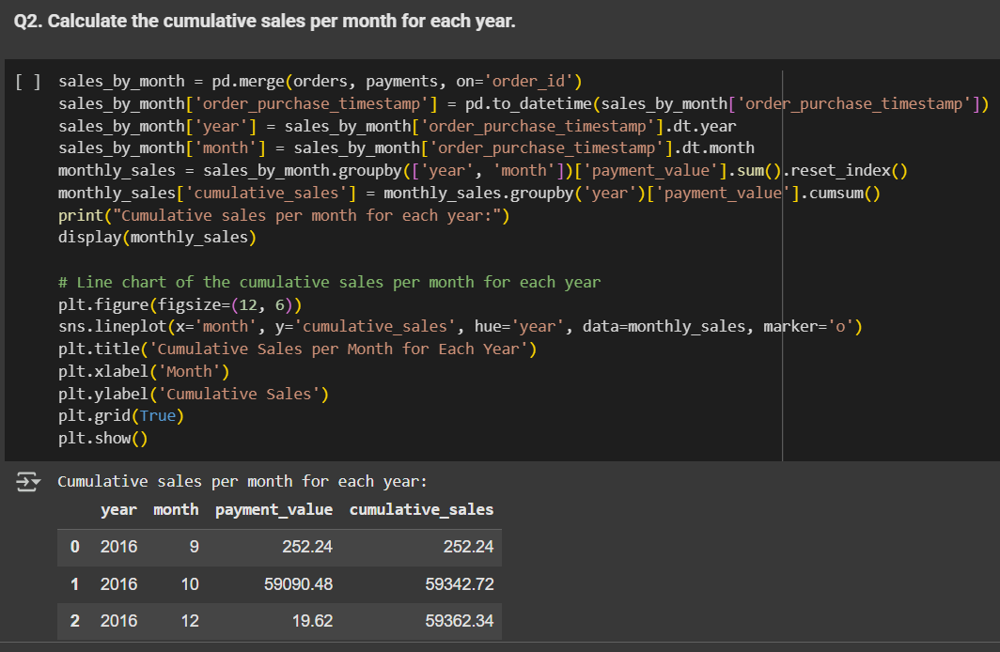 Q2. Calculate the cumulative sales per month for each year.
[ ] sales_by_month = pd.merge(orders, payments, on='order_id')
sales_by_month['order_purchase_timestamp'] = pd.to_datetime(sales_by_month['order_purchase_timestamp'])
sales_by_month['year'] = sales_by_month['order_purchase_timestamp'].dt.year
sales_by_month['month'] = sales_by_month['order_purchase_timestamp'].dt.month
monthly_sales = sales_by_month.groupby(['year', 'month'])['payment_value'].sum().reset_index()
monthly_sales['cumulative_sales'] = monthly_sales.groupby('year')['payment_value'].cumsum()
print("Cumulative sales per month for each year:")
display(monthly_sales)
# Line chart of the cumulative sales per month for each year
plt.figure(figsize=(12, 6))
sns.lineplot(x='month', y='cumulative_sales', hue='year', data=monthly_sales, marker='o')
plt.title('Cumulative Sales per Month for Each Year')
plt.xlabel('Month')
plt.ylabel('Cumulative Sales')
plt.grid(True)
plt.show()
Cumulative sales per month for each year:
year month payment_value cumulative_sales
0 2016 9 252.24 252.24
1 2016 10 59090.48 59342.72
2 2016 12 19.62 59362.34